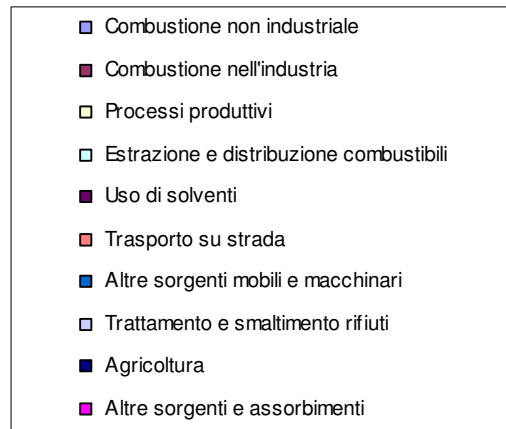 Combustione non industriale
Combustione nell'industria
Processi produttivi
Estrazione e distribuzione combustibili
Uso di solventi
Trasporto su strada
Altre sorgenti mobili e macchinari
Trattamento e smaltimento rifiuti
Agricoltura
Altre sorgenti e assorbimenti